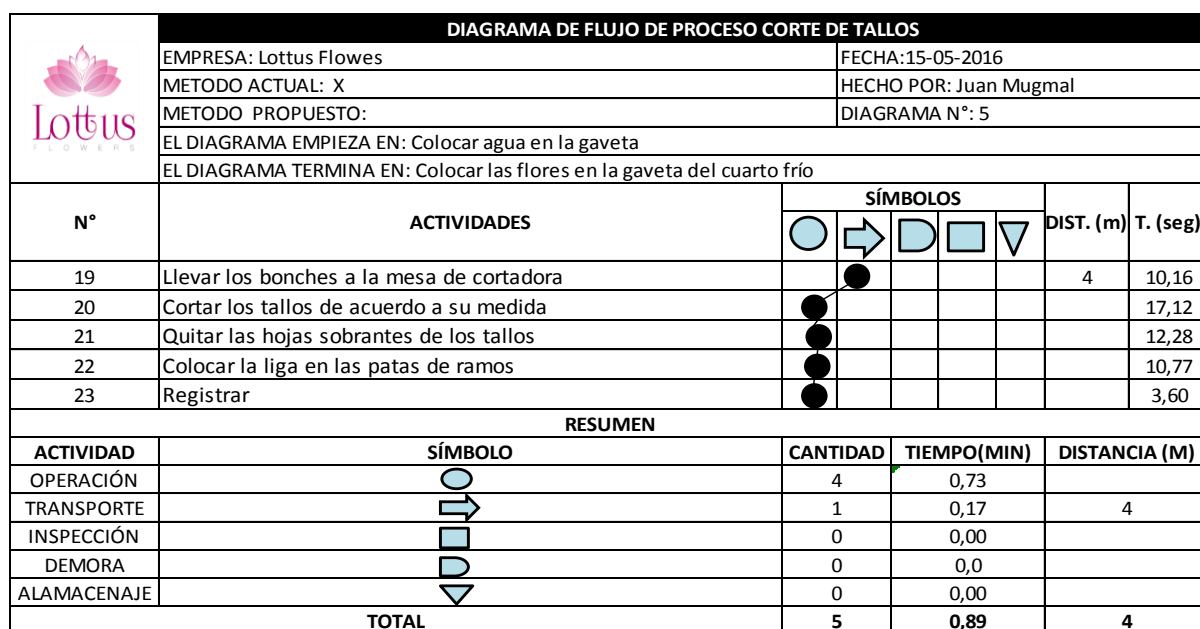 DIAGRAMA DE FLUJO DE PROCESO CORTE DE TALLOS
Lottus
FLOWERS
EMPRESA: Lottus Flowes FECHA:15-05-2016
METODO ACTUAL: X HECHO POR: Juan Mugmal
METODO PROPUESTO: DIAGRAMA N°: 5
EL DIAGRAMA EMPIEZA EN: Colocar agua en la gaveta
EL DIAGRAMA TERMINA EN: Colocar las flores en la gaveta del cuarto frío
N° ACTIVIDADES SÍMBOLOS DIST. (m) T. (seg)
19 Llevar los bonches a la mesa de cortadora 4 10,16
20 Cortar los tallos de acuerdo a su medida 17,12
21 Quitar las hojas sobrantes de los tallos 12,28
22 Colocar la liga en las patas de ramos 10,77
23 Registrar 3,60
RESUMEN
ACTIVIDAD SÍMBOLO CANTIDAD TIEMPO(MIN) DISTANCIA (M)
OPERACIÓN 4 0,73
TRANSPORTE 1 0,17 4
INSPECCIÓN 0 0,00
DEMORA 0 0,0
ALAMACENAJE 0 0,00
TOTAL 5 0,89 4